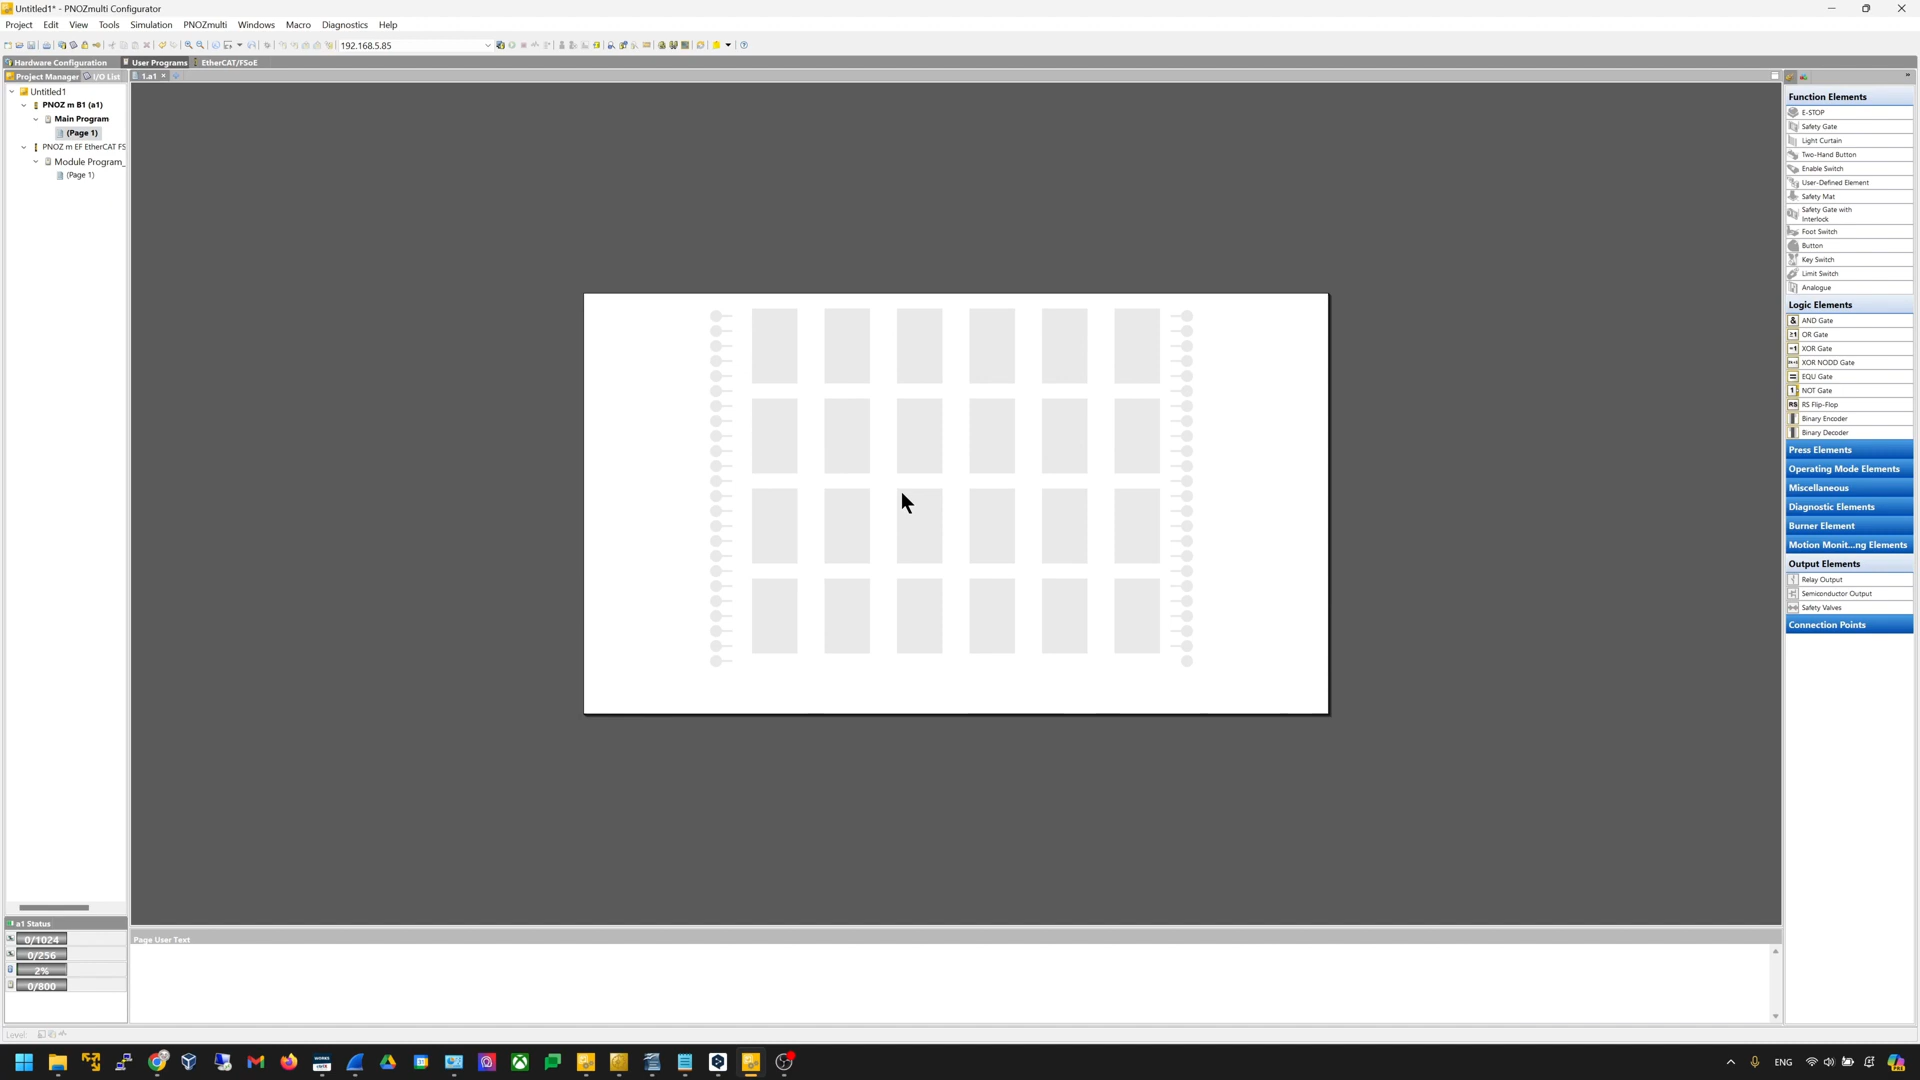 Untitled1* - PNOZmulti Configurator
Project Edit View Tools Simulation PNOZmulti Windows Macro Diagnostics Help
192.168.5.85
Hardware Configuration User Programs EtherCAT/FSoE
Project Manager I/O List 1.a1
Untitled1
PNOZ m B1 (a1)
Main Program
(Page 1)
PNOZ m EF EtherCAT FS
Module Program_
(Page 1)
Function Elements
E-STOP
Safety Gate
Light Curtain
Two-Hand Button
Enable Switch
User-Defined Element
Safety Mat
Safety Gate with
Interlock
Foot Switch
Button
Key Switch
Limit Switch
Analogue
Logic Elements
& AND Gate
≥1 OR Gate
=1 XOR Gate
XOR NODD Gate
= EQU Gate
1 NOT Gate
RS RS Flip-Flop
Binary Encoder
Binary Decoder
Press Elements
Operating Mode Elements
Miscellaneous
Diagnostic Elements
Burner Element
Motion Monit...ng Elements
Output Elements
Relay Output
Semiconductor Output
Safety Valves
Connection Points
a1 Status
0/1024
0/256
2%
0/800
Page User Text
Level:
ENG